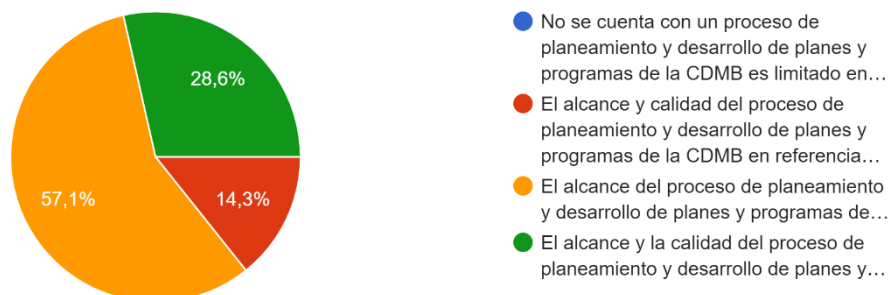 28,6%
57,1%
14,3%
No se cuenta con un proceso de
planeamiento y desarrollo de planes y
programas de la CDMB es limitado en…
El alcance y calidad del proceso de
planeamiento y desarrollo de planes y
programas de la CDMB en referencia…
El alcance del proceso de planeamiento
y desarrollo de planes y programas de…
El alcance y la calidad del proceso de
planeamiento y desarrollo de planes y…